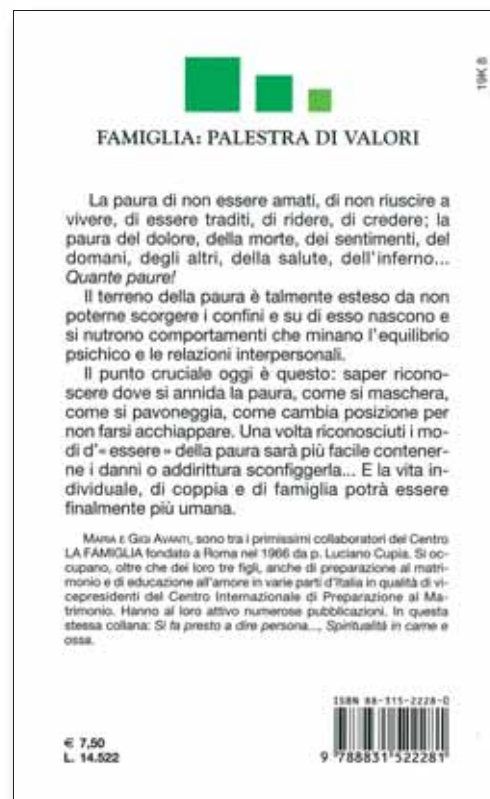 19K 8
FAMIGLIA: PALESTRA DI VALORI
La paura di non essere amati, di non riuscire a
vivere, di essere traditi, di ridere, di credere; la
paura del dolore, della morte, dei sentimenti, del
domani, degli altri, della salute, dell'inferno...
Quante paure!
Il terreno della paura è talmente esteso da non
poterne scorgere i confini e su di esso nascono e
si nutrono comportamenti che minano l'equilibrio
psichico e le relazioni interpersonali.
Il punto cruciale oggi è questo: saper ricono-
scere dove si annida la paura, come si maschera,
come si pavoneggia, come cambia posizione per
non farsi acchiappare. Una volta riconosciuti i mo-
di d'« essere » della paura sarà più facile contener-
ne i danni o addirittura sconfiggerla... E la vita in-
dividuale, di coppia e di famiglia potrà essere
finalmente più umana.
MARIA E GIGI AVANTI, sono tra i primissimi collaboratori del Centro
LA FAMIGLIA fondato a Roma nel 1966 da p. Luciano Cupia. Si oc-
cupano, oltre che dei loro tre figli, anche di preparazione al matri-
monio e di educazione all'amore in varie parti d'Italia in qualità di vi-
cepresidenti del Centro Internazionale di Preparazione al Ma-
trimonio. Hanno al loro attivo numerose pubblicazioni. In questa
stessa collana: Si fa presto a dire persona..., Spiritualità in carne e
ossa.
ISBN 88-315-2228-0
€ 7,50
L. 14.522
9 788831 522281